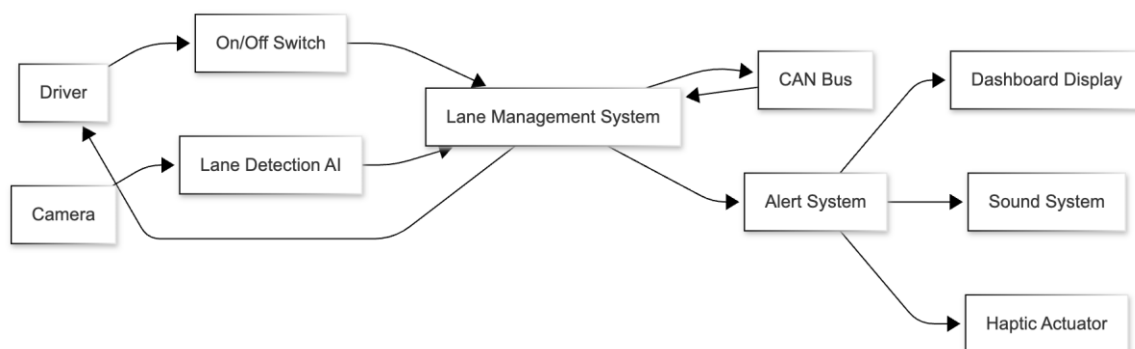 On/Off Switch
Driver
CAN Bus
Dashboard Display
Lane Management System
Lane Detection AI
Camera
Alert System
Sound System
Haptic Actuator